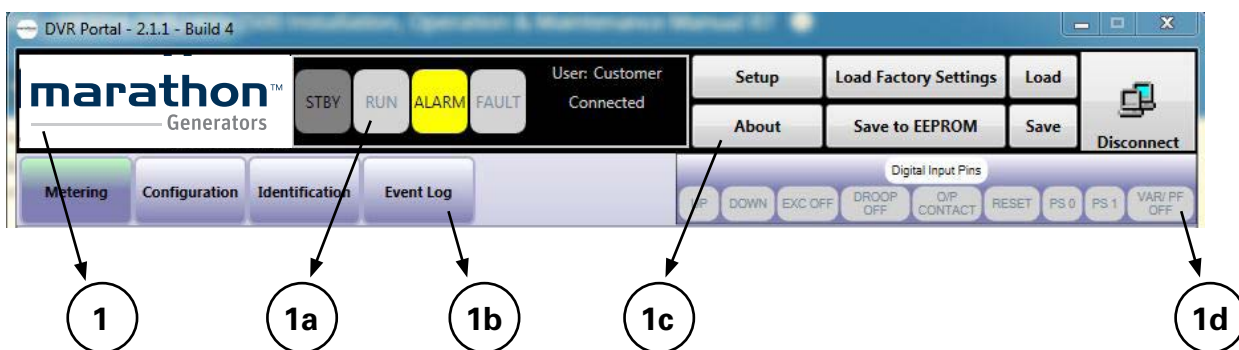 DVR Portal - 2.1.1 - Build 4
marathon™
Generators
STBY RUN ALARM FAULT
User: Customer
Connected
Setup Load Factory Settings Load
About Save to EEPROM Save
Disconnect
Metering Configuration Identification Event Log
Digital Input Pins
UP DOWN EXC OFF DROOP OFF O/P CONTACT RESET PS 0 PS 1 VAR/ PF OFF
1 1a 1b 1c 1d